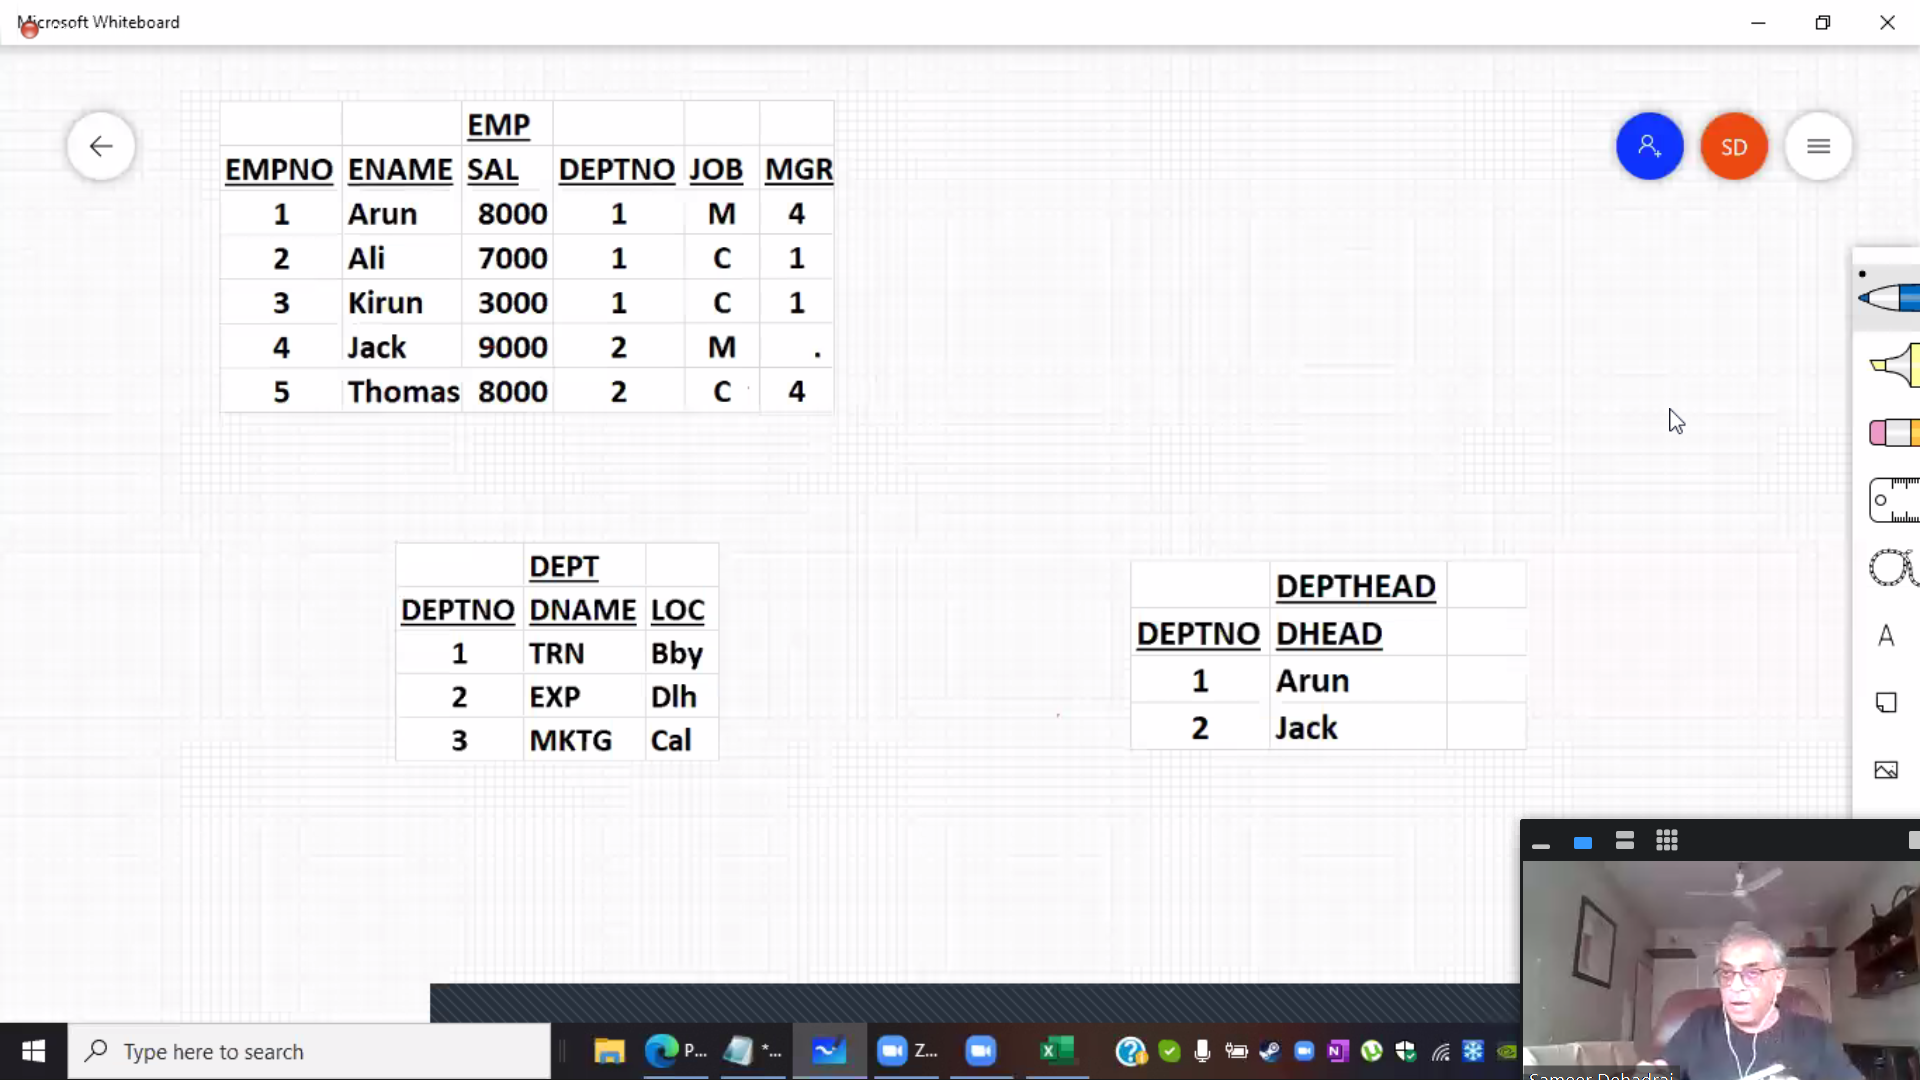 Microsoft Whiteboard
SD
EMP
EMPNO ENAME SAL DEPTNO JOB MGR
1 Arun 8000 1 M 4
2 Ali 7000 1 C 1
3 Kirun 3000 1 C 1
4 Jack 9000 2 M .
5 Thomas 8000 2 C 4
DEPT
DEPTNO DNAME LOC
1 TRN Bby
2 EXP Dlh
3 MKTG Cal
DEPTHEAD
DEPTNO DHEAD
1 Arun
2 Jack
A
Type here to search
P...
*...
Z...